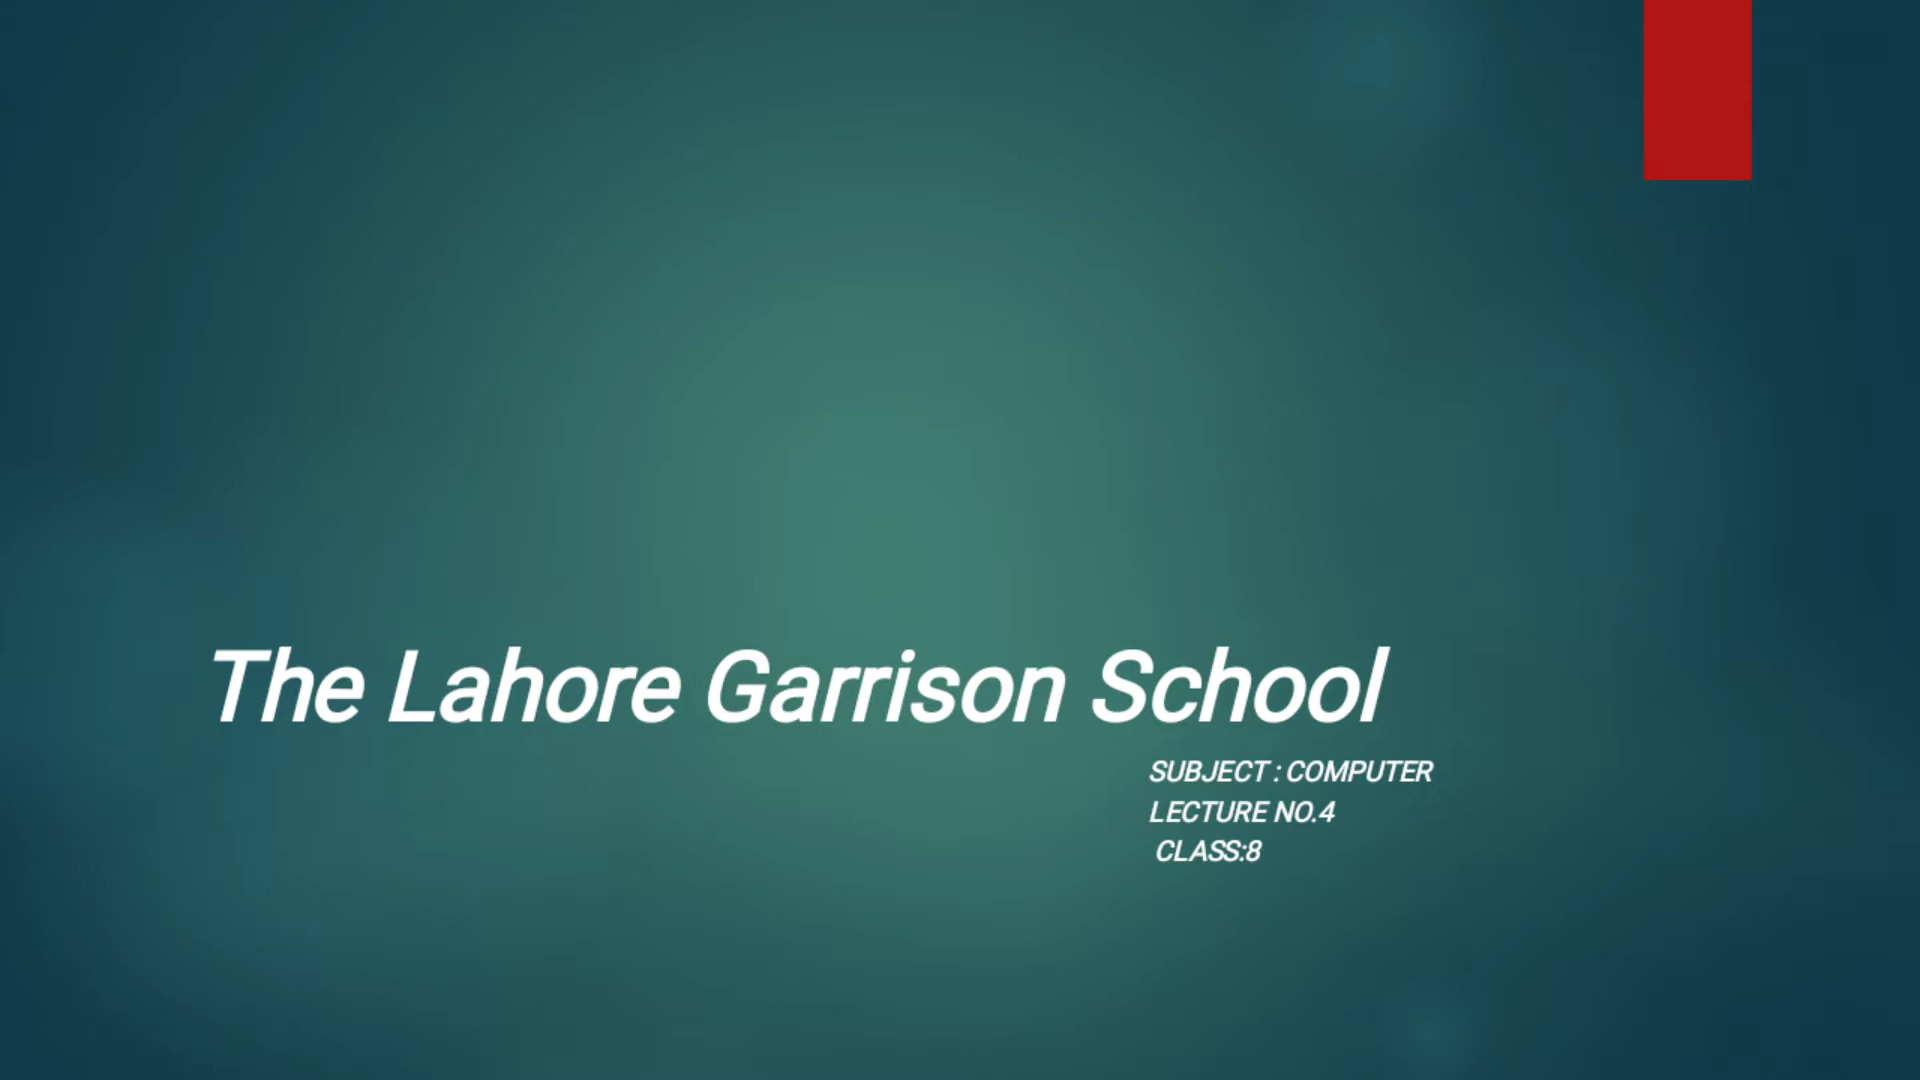 The Lahore Garrison School
SUBJECT : COMPUTER
LECTURE NO.4
CLASS:8